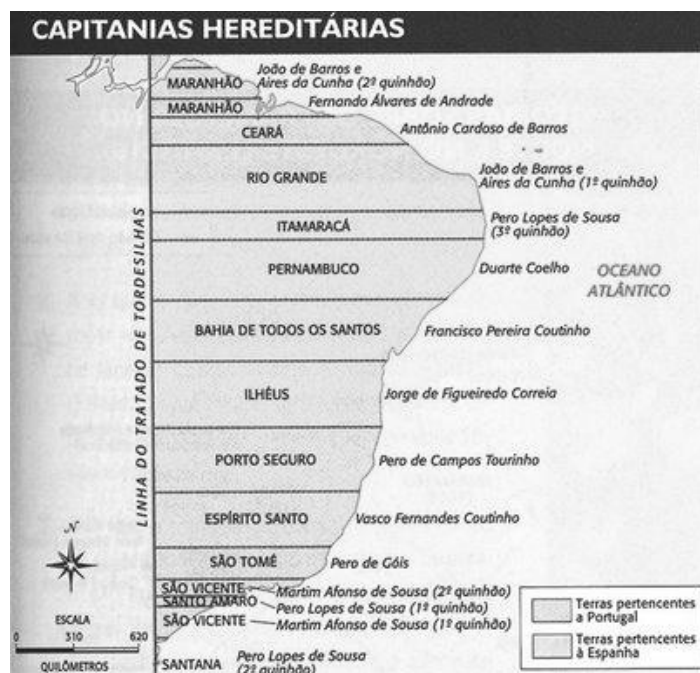 CAPITANIAS HEREDITÁRIAS
João de Barros e
Aires da Cunha (2º quinhão)
MARANHÃO
MARANHÃO
Fernando Álvares de Andrade
CEARÁ
Antônio Cardoso de Barros
RIO GRANDE
João de Barros e
Aires da Cunha (1º quinhão)
ITAMARACÁ
Pero Lopes de Sousa
(3º quinhão)
PERNAMBUCO
Duarte Coelho
OCEANO
ATLÂNTICO
LINHA DO TRATADO DE TORDESILHAS
BAHIA DE TODOS OS SANTOS
Francisco Pereira Coutinho
ILHÉUS
Jorge de Figueiredo Correia
PORTO SEGURO
Pero de Campos Tourinho
ESPÍRITO SANTO
Vasco Fernandes Coutinho
N
SÃO TOMÉ
Pero de Góis
SÃO VICENTE
Martim Afonso de Sousa (2º quinhão)
SANTO AMARO
Pero Lopes de Sousa (1º quinhão)
SÃO VICENTE
Martim Afonso de Sousa (1º quinhão)
SANTANA
Pero Lopes de Sousa
(2º quinhão)
ESCALA
0 310 620
QUILÔMETROS
Terras pertencentes
a Portugal
Terras pertencentes
à Espanha